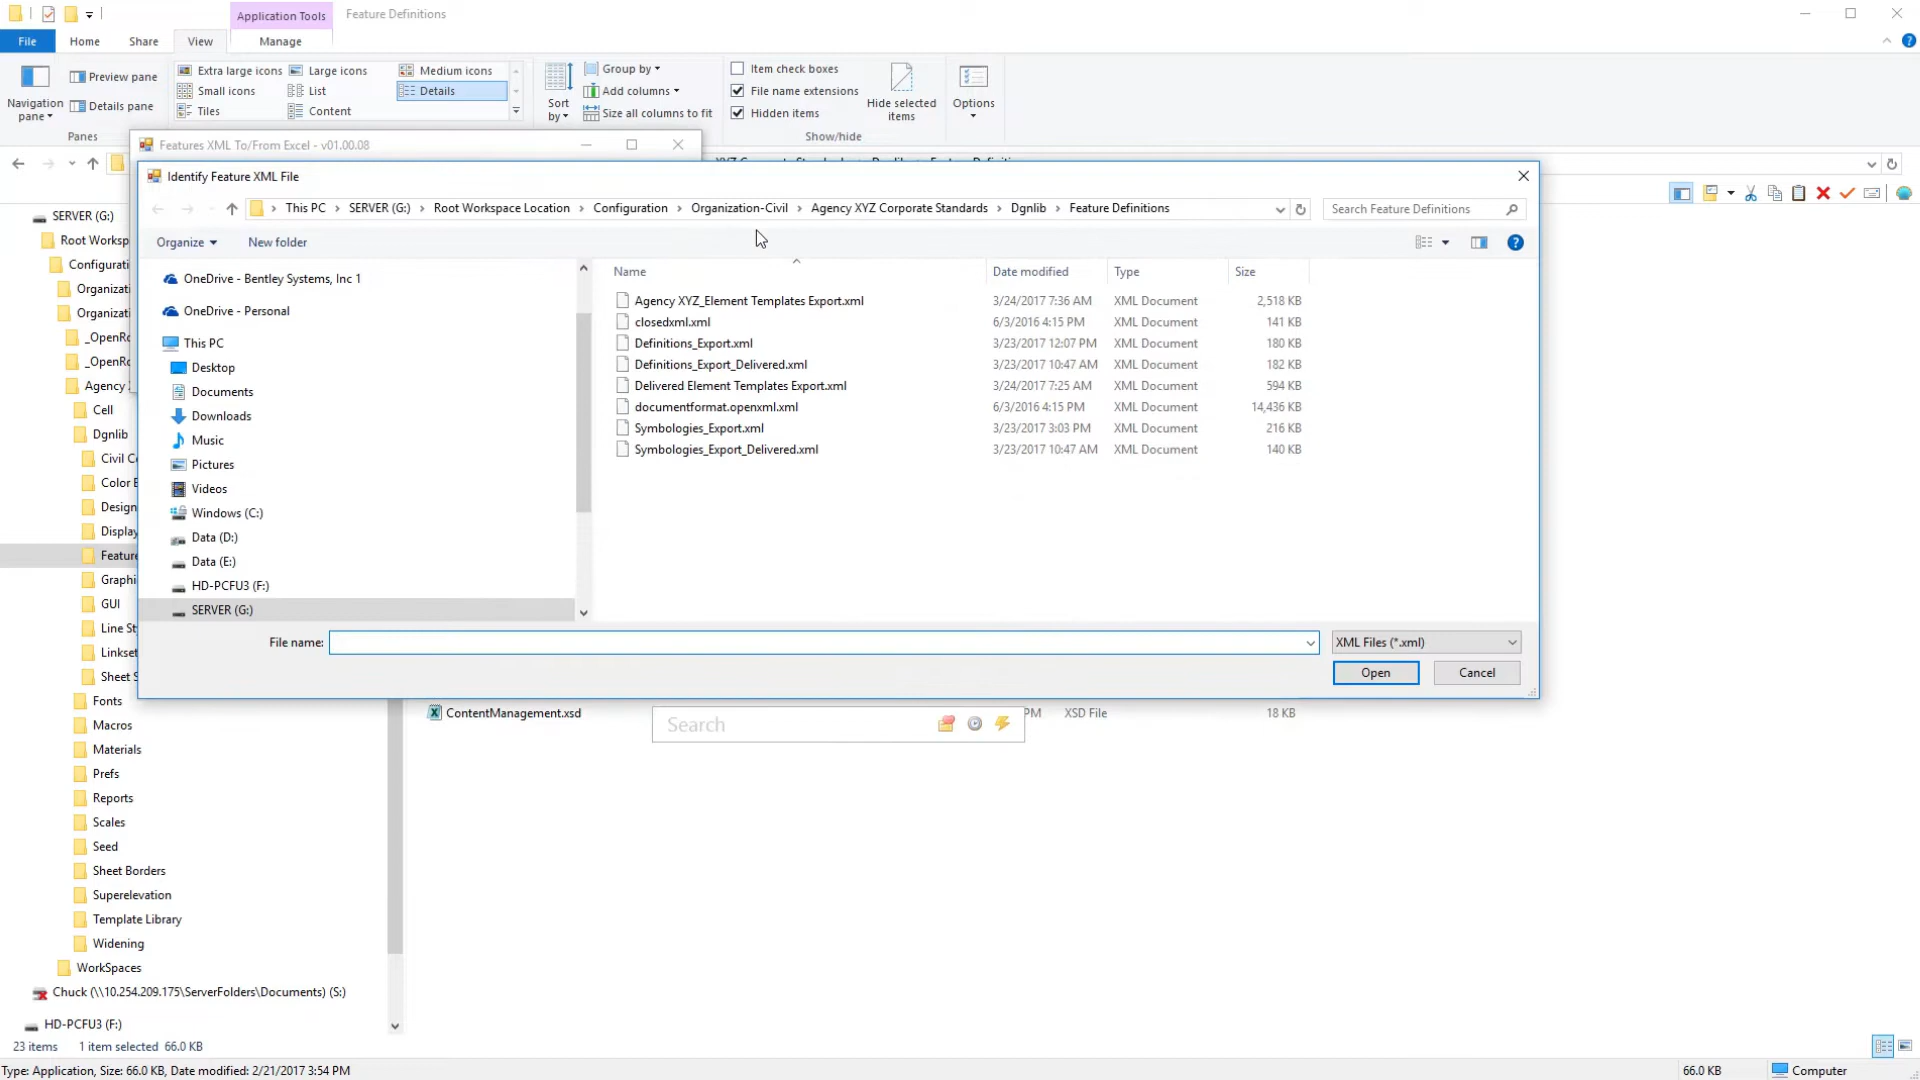 Application Tools
Feature Definitions
File
Home
Share
View
Manage
Navigation pane
Preview pane
Details pane
Panes
Extra large icons
Large icons
Medium icons
Small icons
List
Details
Tiles
Content
Sort by
Group by
Add columns
Size all columns to fit
Item check boxes
File name extensions
Hidden items
Hide selected items
Show/hide
Options
Features XML To/From Excel - v01.00.08
Identify Feature XML File
This PC > SERVER (G:) > Root Workspace Location > Configuration > Organization-Civil > Agency XYZ Corporate Standards > Dgnlib > Feature Definitions
Search Feature Definitions
Organize
New folder
OneDrive - Bentley Systems, Inc 1
OneDrive - Personal
This PC
Desktop
Documents
Downloads
Music
Pictures
Videos
Windows (C:)
Data (D:)
Data (E:)
HD-PCFU3 (F:)
SERVER (G:)
Name Date modified Type Size
Agency XYZ_Element Templates Export.xml 3/24/2017 7:36 AM XML Document 2,518 KB
closedxml.xml 6/3/2016 4:15 PM XML Document 141 KB
Definitions_Export.xml 3/23/2017 12:07 PM XML Document 180 KB
Definitions_Export_Delivered.xml 3/23/2017 10:47 AM XML Document 182 KB
Delivered Element Templates Export.xml 3/24/2017 7:25 AM XML Document 594 KB
documentformat.openxml.xml 6/3/2016 4:15 PM XML Document 14,436 KB
Symbologies_Export.xml 3/23/2017 3:03 PM XML Document 216 KB
Symbologies_Export_Delivered.xml 3/23/2017 10:47 AM XML Document 140 KB
File name:
XML Files (*.xml)
Open
Cancel
SERVER (G:)
Root Worksp
Configurati
Organizati
Organizati
_OpenRo
_OpenRo
Agency
Cell
Dgnlib
Civil C
Color
Design
Display
Feature
Graphi
GUI
Line St
Linkset
Sheet S
Fonts
Macros
Materials
Prefs
Reports
Scales
Seed
Sheet Borders
Superelevation
Template Library
Widening
WorkSpaces
Chuck (\\10.254.209.175\ServerFolders\Documents) (S:)
HD-PCFU3 (F:)
ContentManagement.xsd PM XSD File 18 KB
Search
23 items 1 item selected 66.0 KB
Type: Application, Size: 66.0 KB, Date modified: 2/21/2017 3:54 PM
66.0 KB
Computer